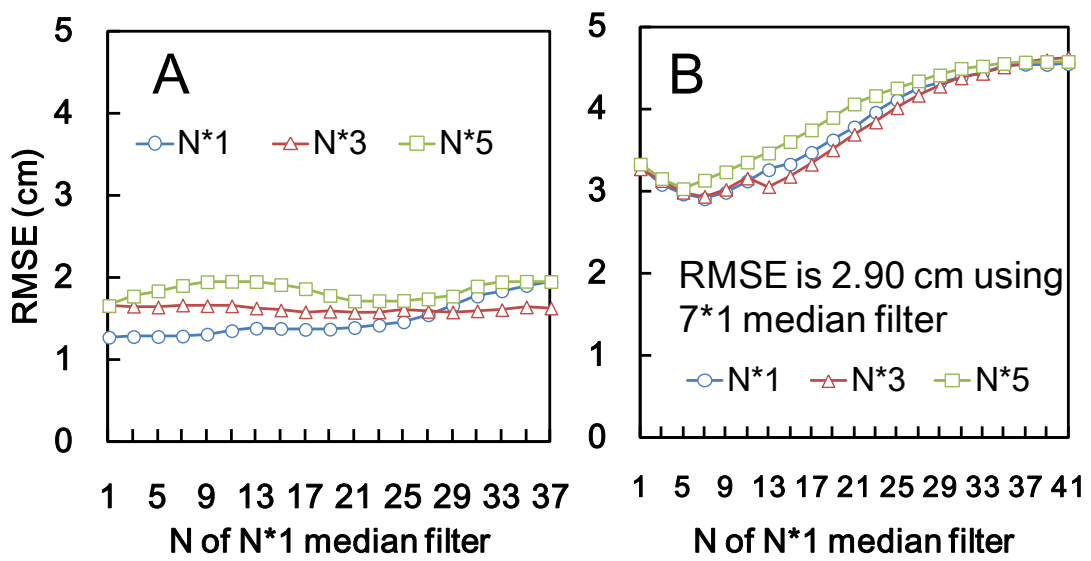 A
N*1 N*3 N*5
RMSE (cm)
5
4
3
2
1
0
1 5 9 13 17 21 25 29 33 37
N of N*1 median filter
B
RMSE is 2.90 cm using
7*1 median filter
N*1 N*3 N*5
5
4
3
2
1
0
1 5 9 13 17 21 25 29 33 37 41
N of N*1 median filter